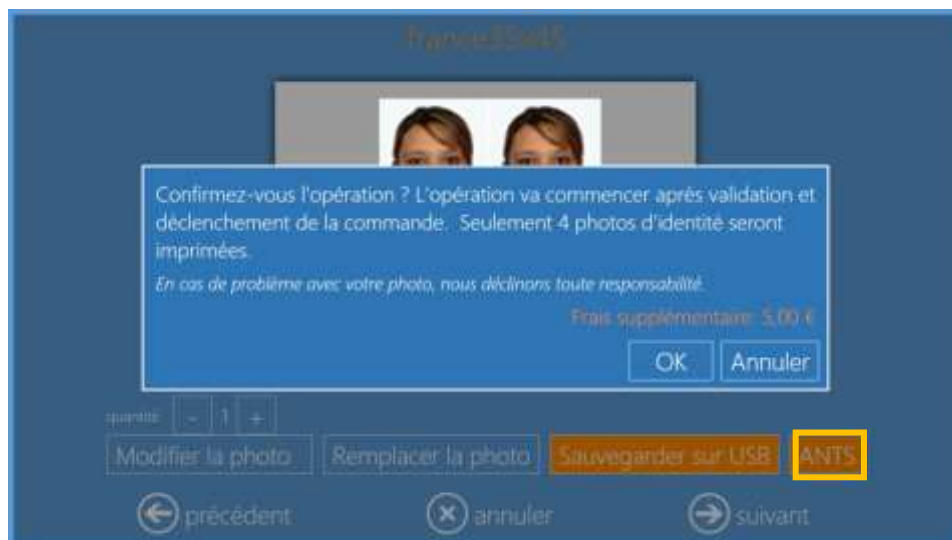 france35x45
Confirmez-vous l'opération ? L'opération va commencer après validation et
déclenchement de la commande. Seulement 4 photos d'identité seront
imprimées.
En cas de problème avec votre photo, nous déclinons toute responsabilité.
Frais supplémentaire: 5,00 €
OK Annuler
quantité - 1 +
Modifier la photo Remplacer la photo Sauvegarder sur USB ANTS
précédent annuler suivant